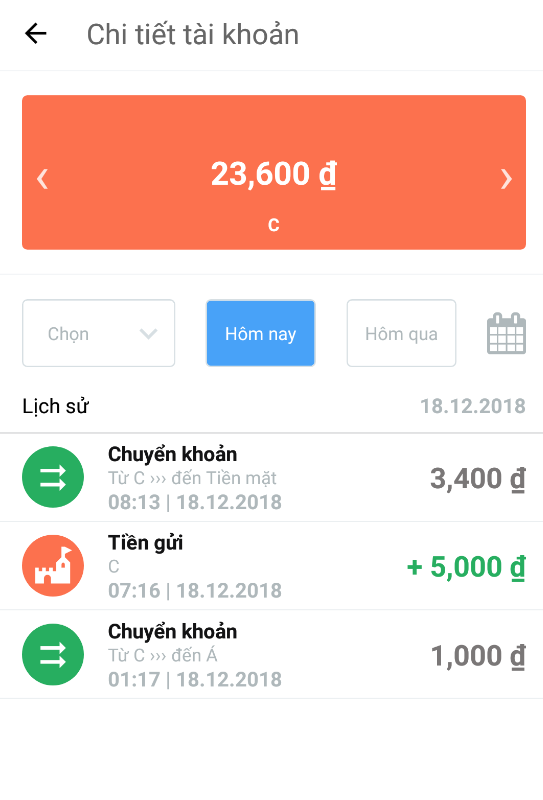 Chi tiết tài khoản
23,600 ₫
C
Chọn
Hôm nay
Hôm qua
Lịch sử
18.12.2018
Chuyển khoản
Từ C ››› đến Tiền mặt
3,400 ₫
08:13 | 18.12.2018
Tiền gửi
C
+ 5,000 ₫
07:16 | 18.12.2018
Chuyển khoản
Từ C ››› đến Á
1,000 ₫
01:17 | 18.12.2018